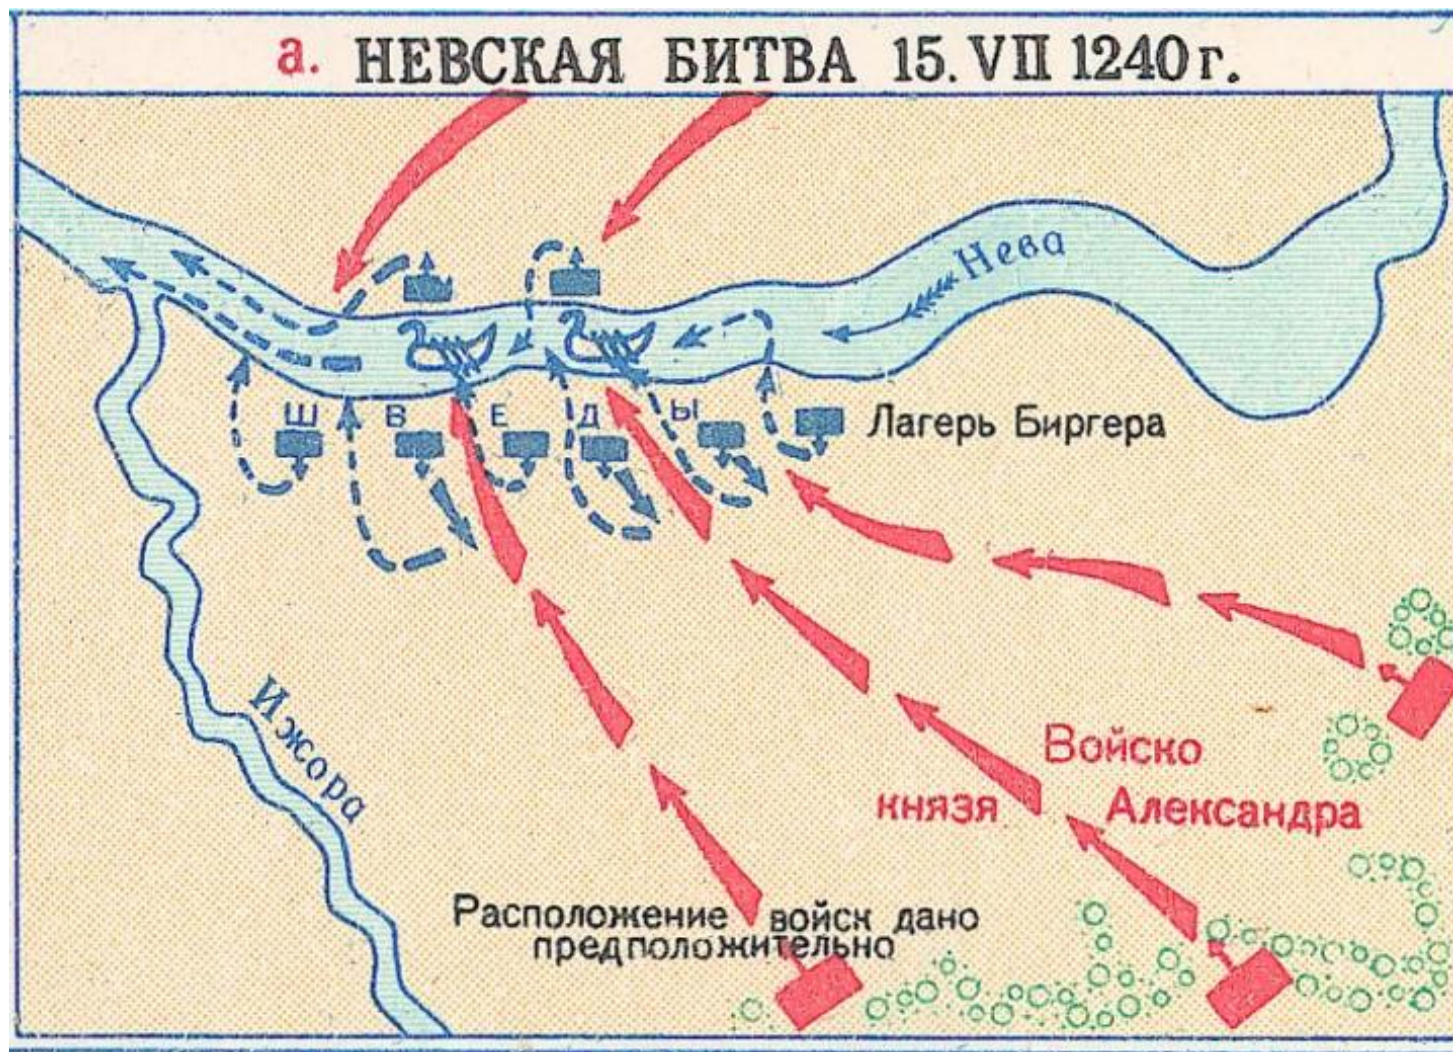 а. НЕВСКАЯ БИТВА 15. VII 1240 г.
Нева
Ш В Е Д Ы
Лагерь Биргера
Ижора
Войско
князя Александра
Расположение войск дано
предположительно